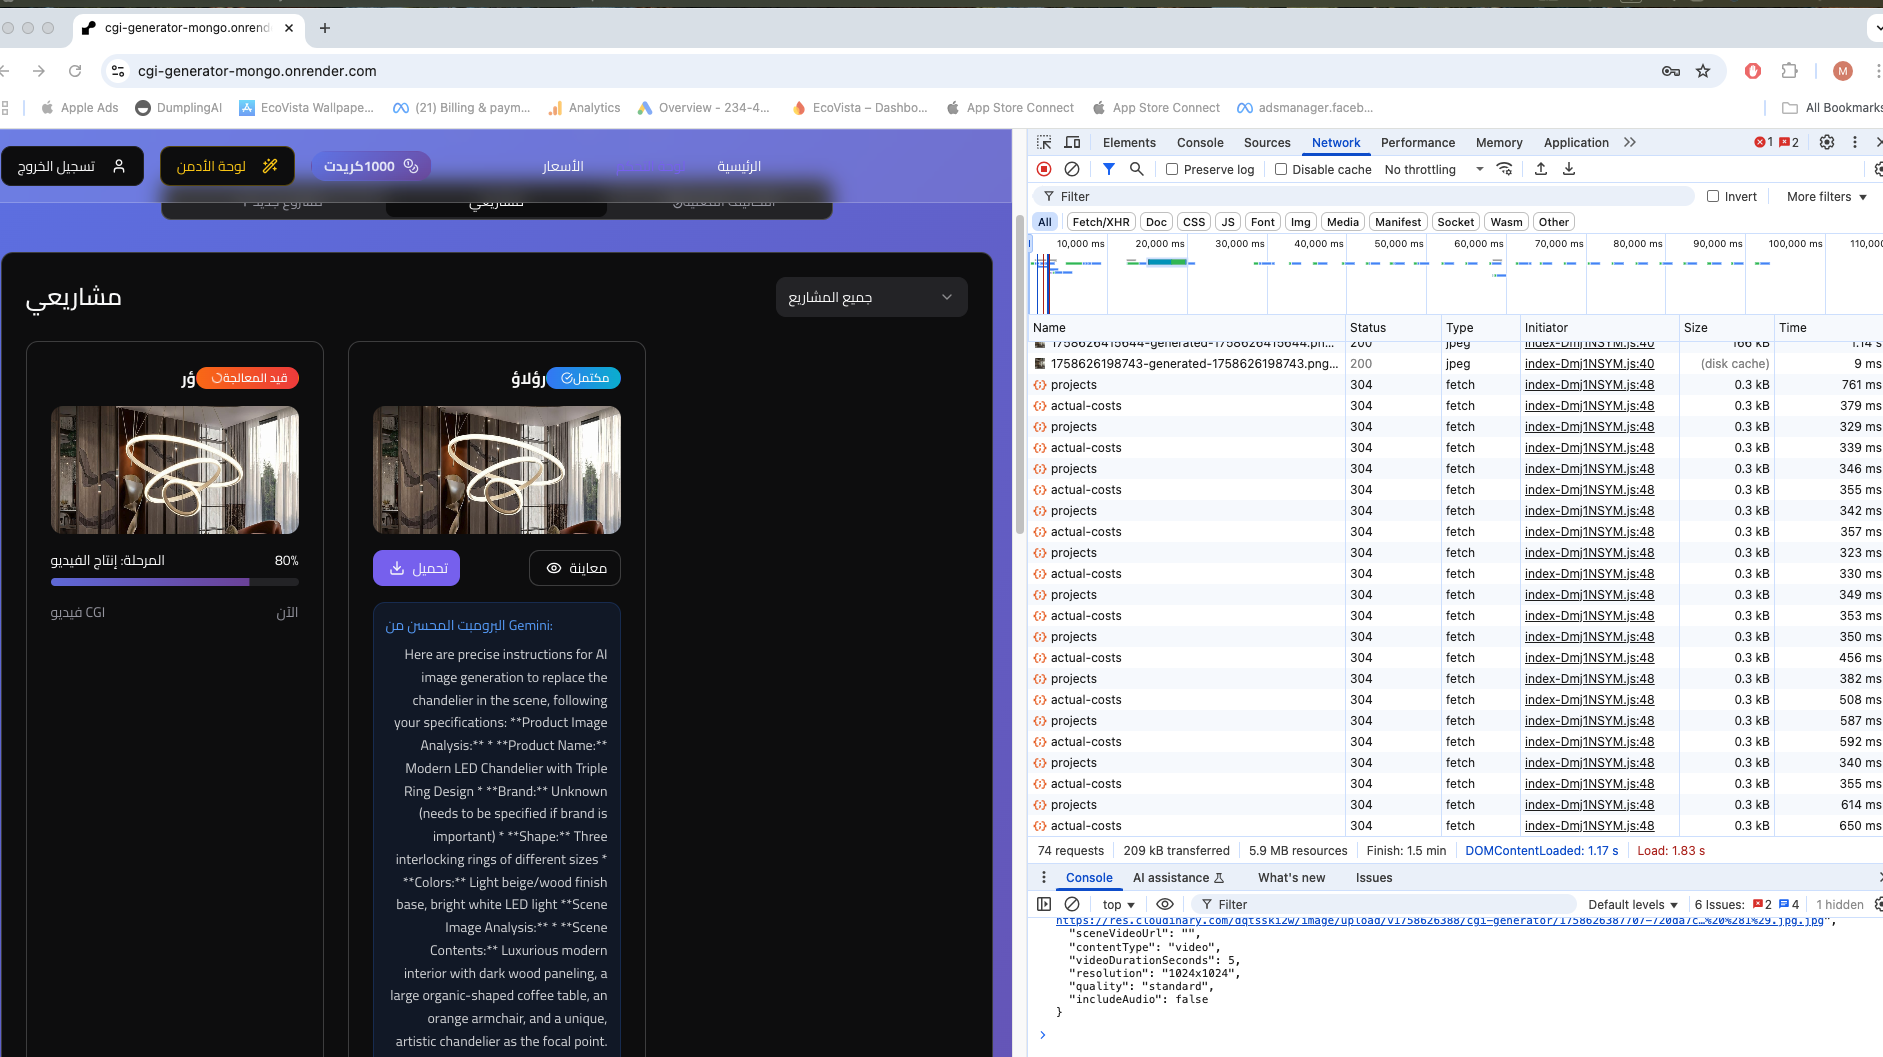 cgi-generator-mongo.onrend
cgi-generator-mongo.onrender.com
M
Apple Ads
DumplingAI
EcoVista Wallpape...
(21) Billing & paym...
Analytics
Overview - 234-4...
EcoVista – Dashbo...
App Store Connect
App Store Connect
adsmanager.faceb...
All Bookmarks
الرئيسية
الأسعار
1000كريدت
لوحة الأدمن
تسجيل الخروج
مشاريعي
مشاريعي
جميع المشاريع
قيد المعالجة
ؤر
المرحلة: إنتاج الفيديو
80%
فيديو CGI
الآن
مكتمل
رؤلاؤ
تحميل
معاينة
البرومبت المحسن من Gemini:
Here are precise instructions for AI
image generation to replace the
chandelier in the scene, following
your specifications: **Product Image
Analysis:** * **Product Name:**
Modern LED Chandelier with Triple
Ring Design * **Brand:** Unknown
(needs to be specified if brand is
important) * **Shape:** Three
interlocking rings of different sizes *
**Colors:** Light beige/wood finish
base, bright white LED light **Scene
Image Analysis:** * **Scene
Contents:** Luxurious modern
interior with dark wood paneling, a
large organic-shaped coffee table, an
orange armchair, and a unique,
artistic chandelier as the focal point.
Elements Console Sources Network Performance Memory Application 1 2
Preserve log Disable cache No throttling
Filter Invert More filters
All Fetch/XHR Doc CSS JS Font Img Media Manifest Socket Wasm Other
10,000 ms 20,000 ms 30,000 ms 40,000 ms 50,000 ms 60,000 ms 70,000 ms 80,000 ms 90,000 ms 100,000 ms 110,00
Name Status Type Initiator Size Time
1758626415644-generated-1758626415644.pn... 200 jpeg index-Dmj1NSYM.js:40 166 kB 1.14 s
1758626198743-generated-1758626198743.png... 200 jpeg index-Dmj1NSYM.js:40 (disk cache) 9 ms
projects 304 fetch index-Dmj1NSYM.js:48 0.3 kB 761 ms
actual-costs 304 fetch index-Dmj1NSYM.js:48 0.3 kB 379 ms
projects 304 fetch index-Dmj1NSYM.js:48 0.3 kB 329 ms
actual-costs 304 fetch index-Dmj1NSYM.js:48 0.3 kB 339 ms
projects 304 fetch index-Dmj1NSYM.js:48 0.3 kB 346 ms
actual-costs 304 fetch index-Dmj1NSYM.js:48 0.3 kB 355 ms
projects 304 fetch index-Dmj1NSYM.js:48 0.3 kB 342 ms
actual-costs 304 fetch index-Dmj1NSYM.js:48 0.3 kB 357 ms
projects 304 fetch index-Dmj1NSYM.js:48 0.3 kB 323 ms
actual-costs 304 fetch index-Dmj1NSYM.js:48 0.3 kB 330 ms
projects 304 fetch index-Dmj1NSYM.js:48 0.3 kB 349 ms
actual-costs 304 fetch index-Dmj1NSYM.js:48 0.3 kB 353 ms
projects 304 fetch index-Dmj1NSYM.js:48 0.3 kB 350 ms
actual-costs 304 fetch index-Dmj1NSYM.js:48 0.3 kB 456 ms
projects 304 fetch index-Dmj1NSYM.js:48 0.3 kB 382 ms
actual-costs 304 fetch index-Dmj1NSYM.js:48 0.3 kB 508 ms
projects 304 fetch index-Dmj1NSYM.js:48 0.3 kB 587 ms
actual-costs 304 fetch index-Dmj1NSYM.js:48 0.3 kB 592 ms
projects 304 fetch index-Dmj1NSYM.js:48 0.3 kB 340 ms
actual-costs 304 fetch index-Dmj1NSYM.js:48 0.3 kB 355 ms
projects 304 fetch index-Dmj1NSYM.js:48 0.3 kB 614 ms
actual-costs 304 fetch index-Dmj1NSYM.js:48 0.3 kB 650 ms
74 requests 209 kB transferred 5.9 MB resources Finish: 1.5 min DOMContentLoaded: 1.17 s Load: 1.83 s
Console AI assistance What's new Issues
top Filter Default levels 6 Issues: 2 4 1 hidden
https://res.cloudinary.com/dqtsski2w/image/upload/v1758626388/cgi-generator/1758626387707-720da7c…%20%281%29.jpg.jpg",
"sceneVideoUrl": "",
"contentType": "video",
"videoDurationSeconds": 5,
"resolution": "1024x1024",
"quality": "standard",
"includeAudio": false
}